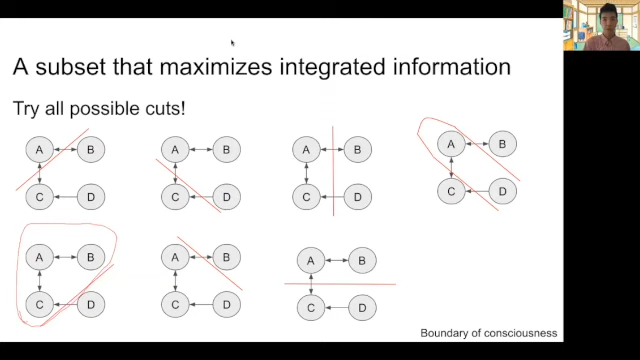 A subset that maximizes integrated information
Try all possible cuts!
A B A B A B A B
C D C D C D C D
A B A B A B
C D C D C D
Boundary of consciousness